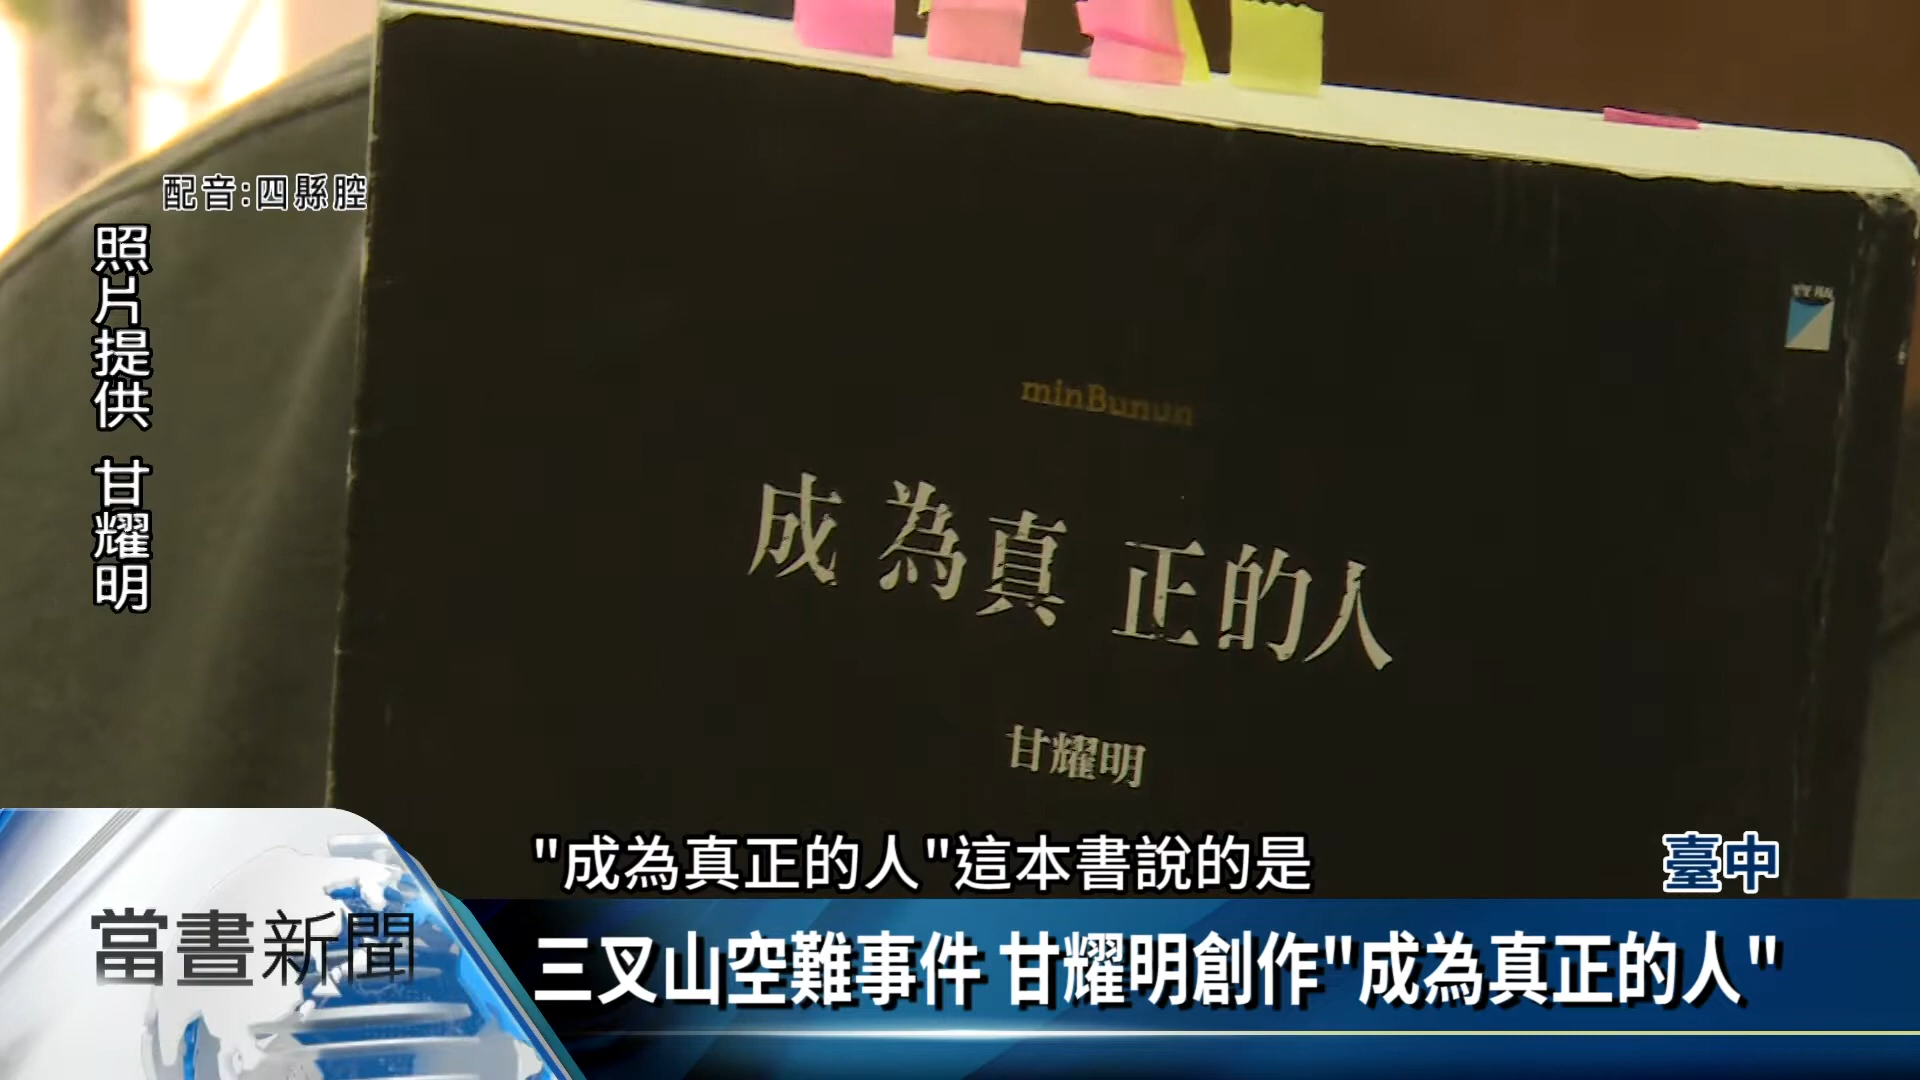 配音:四縣腔
照片提供 甘耀明
minBunun
成為真正的人
甘耀明
"成為真正的人"這本書說的是
臺中
當晝新聞
三叉山空難事件 甘耀明創作"成為真正的人"